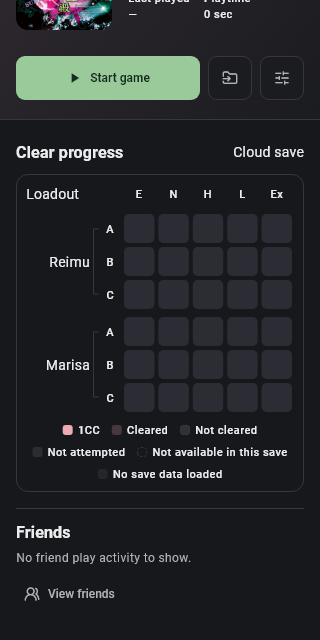 Last played Playtime
— 0 sec
Start game
Clear progress Cloud save
Loadout E N H L Ex
A
Reimu B
C
A
Marisa B
C
1CC Cleared Not cleared
Not attempted Not available in this save
No save data loaded
Friends
No friend play activity to show.
View friends